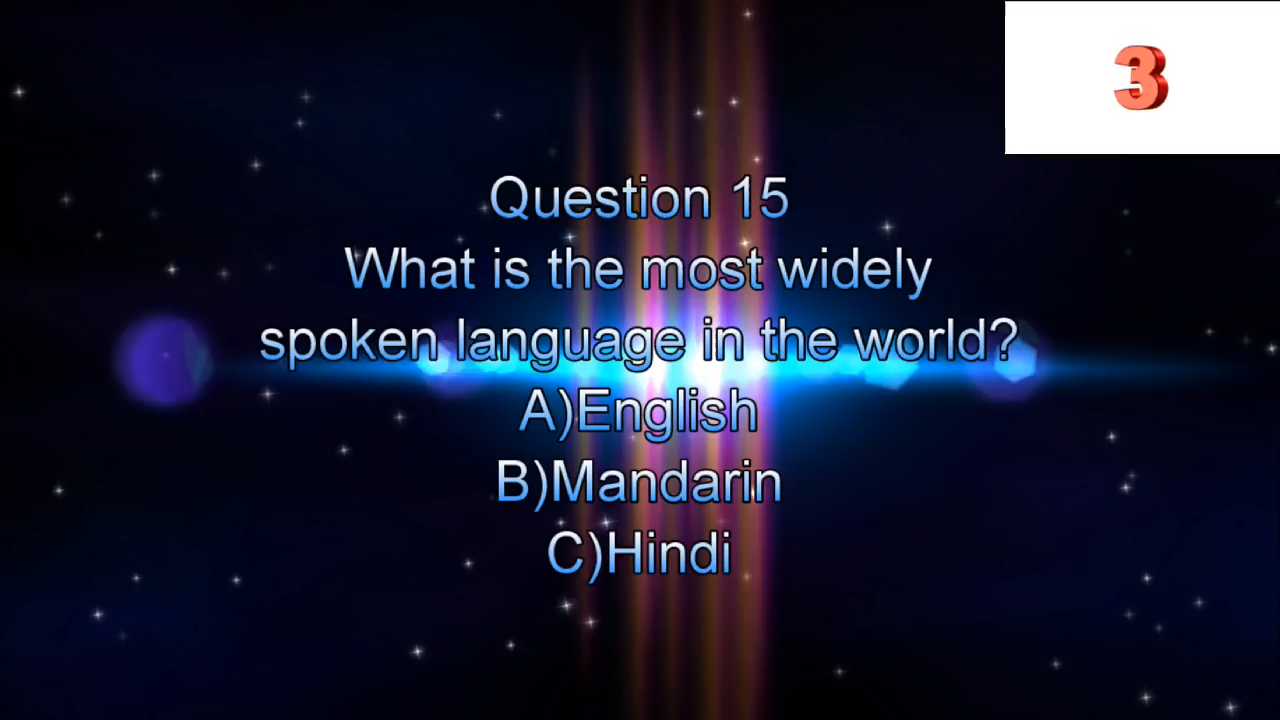 3
Question 15
What is the most widely
spoken language in the world?
A)English
B)Mandarin
C)Hindi